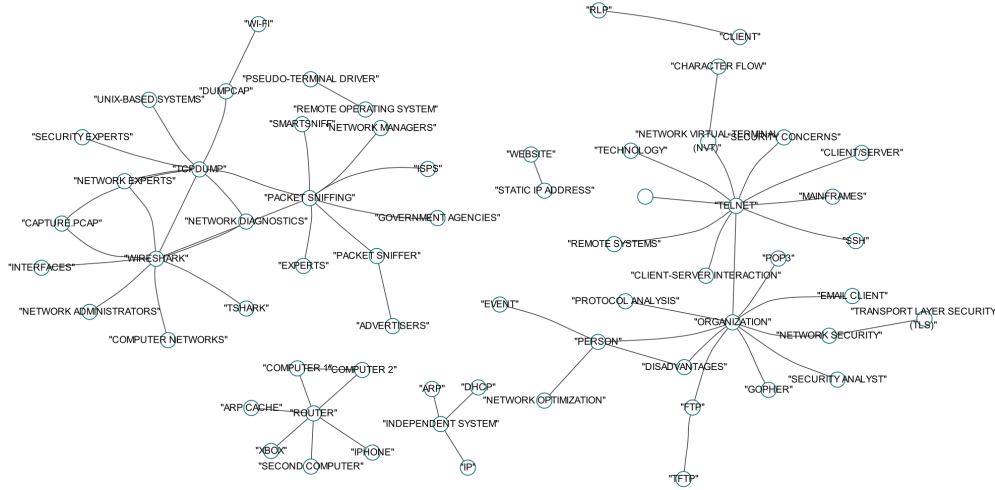 "RLP"
"WI-FI"
"CLIENT"
"CHARACTER FLOW"
"PSEUDO-TERMINAL DRIVER"
"DUMPCAP"
"UNIX-BASED SYSTEMS"
"REMOTE OPERATING SYSTEM"
"SMARTSNIFF"
"NETWORK MANAGERS"
"SECURITY EXPERTS"
"NETWORK VIRTUAL TERMINAL
(NVT)"
"SECURITY CONCERNS"
"TECHNOLOGY"
"WEBSITE"
"CLIENT/SERVER"
"TCPDUMP"
"ISPS"
"NETWORK EXPERTS"
"STATIC IP ADDRESS"
"PACKET SNIFFING"
"MAINFRAMES"
"TELNET"
"CAPTURE.PCAP"
"NETWORK DIAGNOSTICS"
"GOVERNMENT AGENCIES"
"REMOTE SYSTEMS"
"SSH"
"WIRESHARK"
"PACKET SNIFFER"
"POP3"
"INTERFACES"
"EXPERTS"
"CLIENT-SERVER INTERACTION"
"EMAIL CLIENT"
"PROTOCOL ANALYSIS"
"EVENT"
"NETWORK ADMINISTRATORS"
"TSHARK"
"TRANSPORT LAYER SECURITY
(TLS)"
"ADVERTISERS"
"ORGANIZATION"
"NETWORK SECURITY"
"COMPUTER NETWORKS"
"PERSON"
"DISADVANTAGES"
"COMPUTER 1"
"COMPUTER 2"
"SECURITY ANALYST"
"ARP"
"DHCP"
"GOPHER"
"NETWORK OPTIMIZATION"
"ARP CACHE"
"ROUTER"
"FTP"
"INDEPENDENT SYSTEM"
"XBOX"
"IPHONE"
"SECOND COMPUTER"
"IP"
"TFTP"